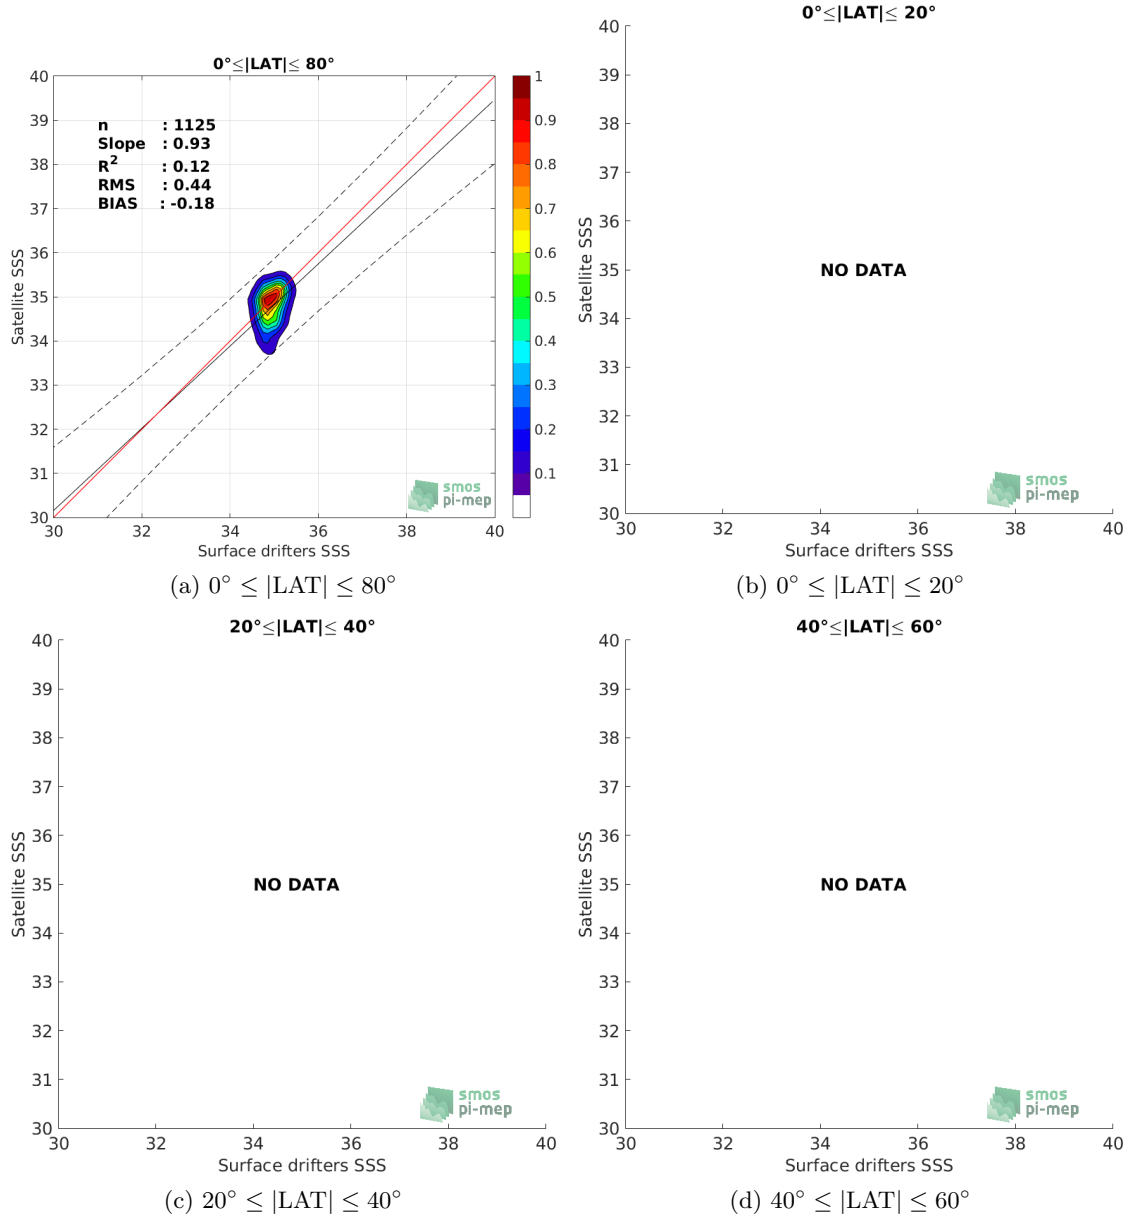 0°≤|LAT|≤ 80°
40
39
38
37
36
35
34
33
32
31
30
Satellite SSS
n : 1125
Slope : 0.93
R² : 0.12
RMS : 0.44
BIAS : -0.18
1
0.9
0.8
0.7
0.6
0.5
0.4
0.3
0.2
0.1
smos
pi-mep
30 32 34 36 38 40
Surface drifters SSS
(a) 0° ≤ |LAT| ≤ 80°
0°≤|LAT|≤ 20°
40
39
38
37
36
35
34
33
32
31
30
Satellite SSS
NO DATA
smos
pi-mep
30 32 34 36 38 40
Surface drifters SSS
(b) 0° ≤ |LAT| ≤ 20°
20°≤|LAT|≤ 40°
40
39
38
37
36
35
34
33
32
31
30
Satellite SSS
NO DATA
smos
pi-mep
30 32 34 36 38 40
Surface drifters SSS
(c) 20° ≤ |LAT| ≤ 40°
40°≤|LAT|≤ 60°
40
39
38
37
36
35
34
33
32
31
30
Satellite SSS
NO DATA
smos
pi-mep
30 32 34 36 38 40
Surface drifters SSS
(d) 40° ≤ |LAT| ≤ 60°